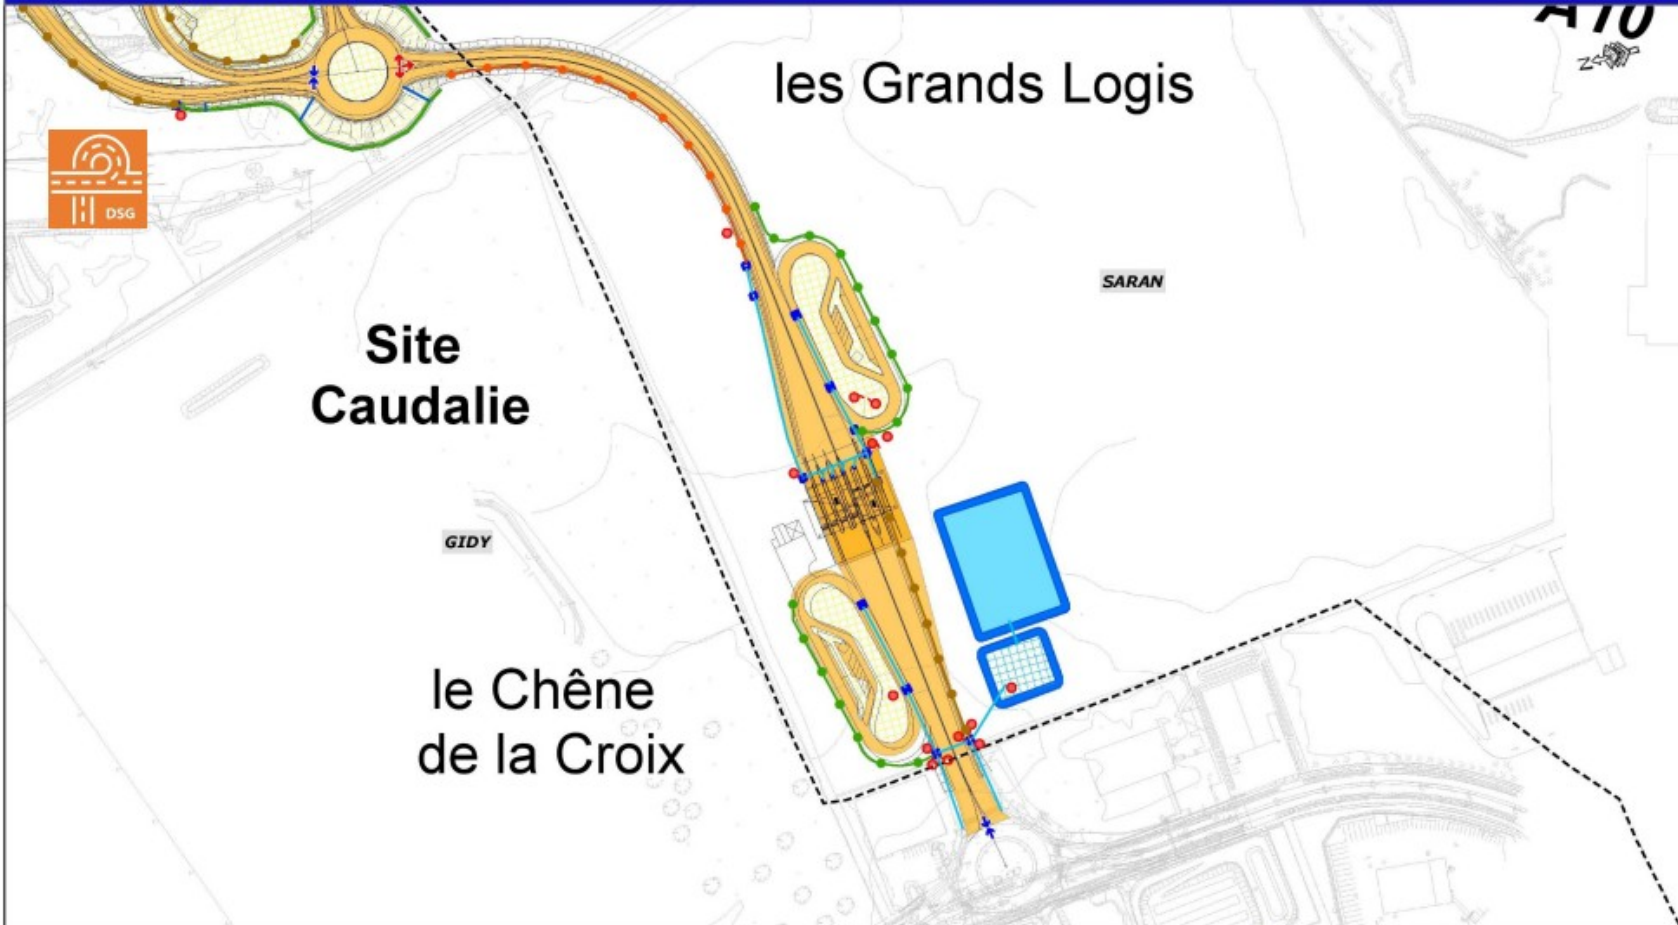 A10
N
les Grands Logis
DSG
SARAN
Site
Caudalie
GIDY
le Chêne
de la Croix